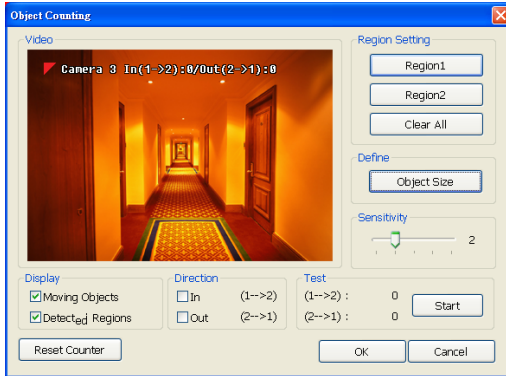 Object Counting
Video
Camera 3 In(1->2):0/Out(2->1):0
Region Setting
Region1
Region2
Clear All
Define
Object Size
Sensitivity
2
Display
Moving Objects
Detected Regions
Direction
In (1-->2)
Out (2-->1)
Test
(1-->2) : 0
(2-->1) : 0
Start
Reset Counter
OK
Cancel